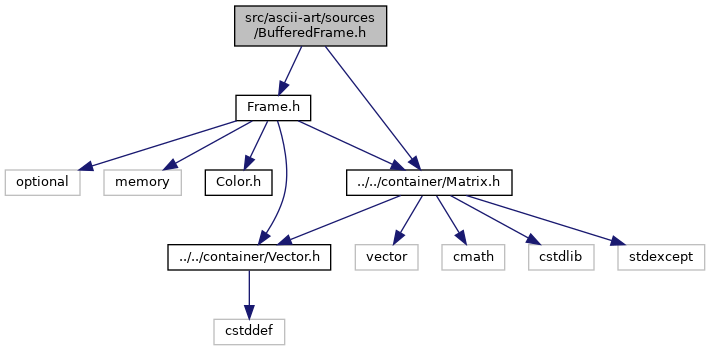 src/ascii-art/sources
/BufferedFrame.h
Frame.h
optional
memory
Color.h
../../container/Matrix.h
../../container/Vector.h
vector
cmath
cstdlib
stdexcept
cstddef